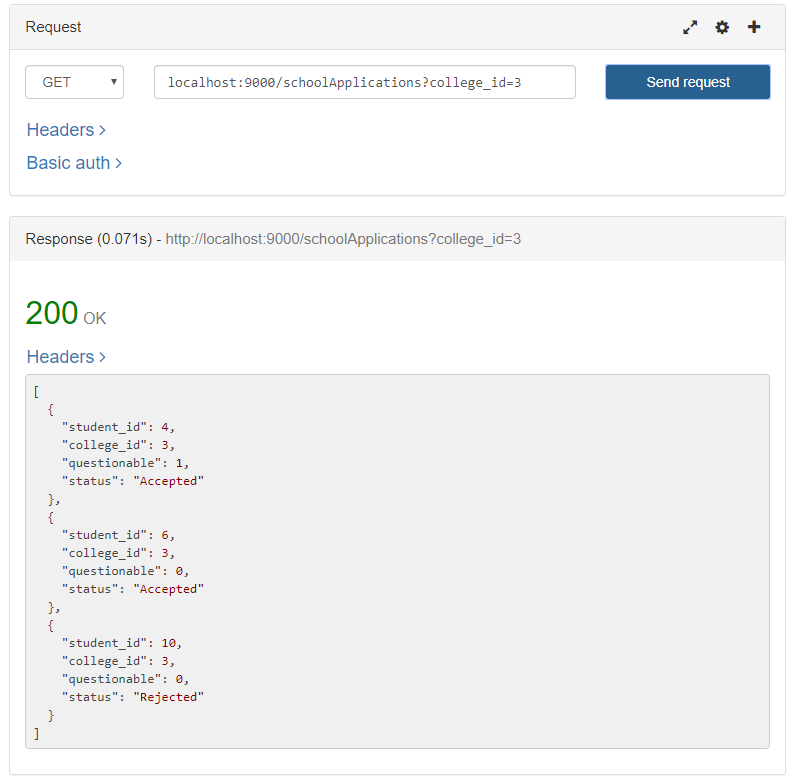 Request
GET localhost:9000/schoolApplications?college_id=3 Send request
Headers
Basic auth
Response (0.071s) - http://localhost:9000/schoolApplications?college_id=3
200 OK
Headers
[
  {
    "student_id": 4,
    "college_id": 3,
    "questionable": 1,
    "status": "Accepted"
  },
  {
    "student_id": 6,
    "college_id": 3,
    "questionable": 0,
    "status": "Accepted"
  },
  {
    "student_id": 10,
    "college_id": 3,
    "questionable": 0,
    "status": "Rejected"
  }
]